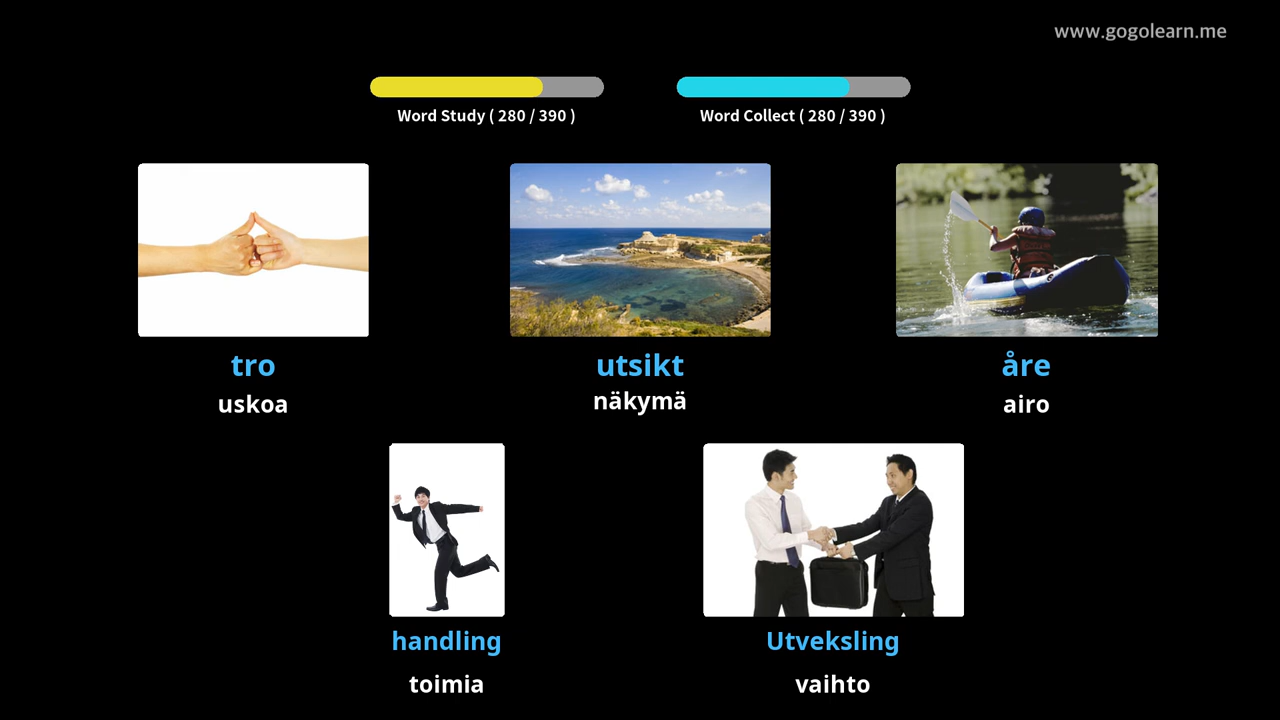 www.gogolearn.me
Word Study ( 280 / 390 )
Word Collect ( 280 / 390 )
tro
uskoa
utsikt
näkymä
åre
airo
handling
toimia
Utveksling
vaihto